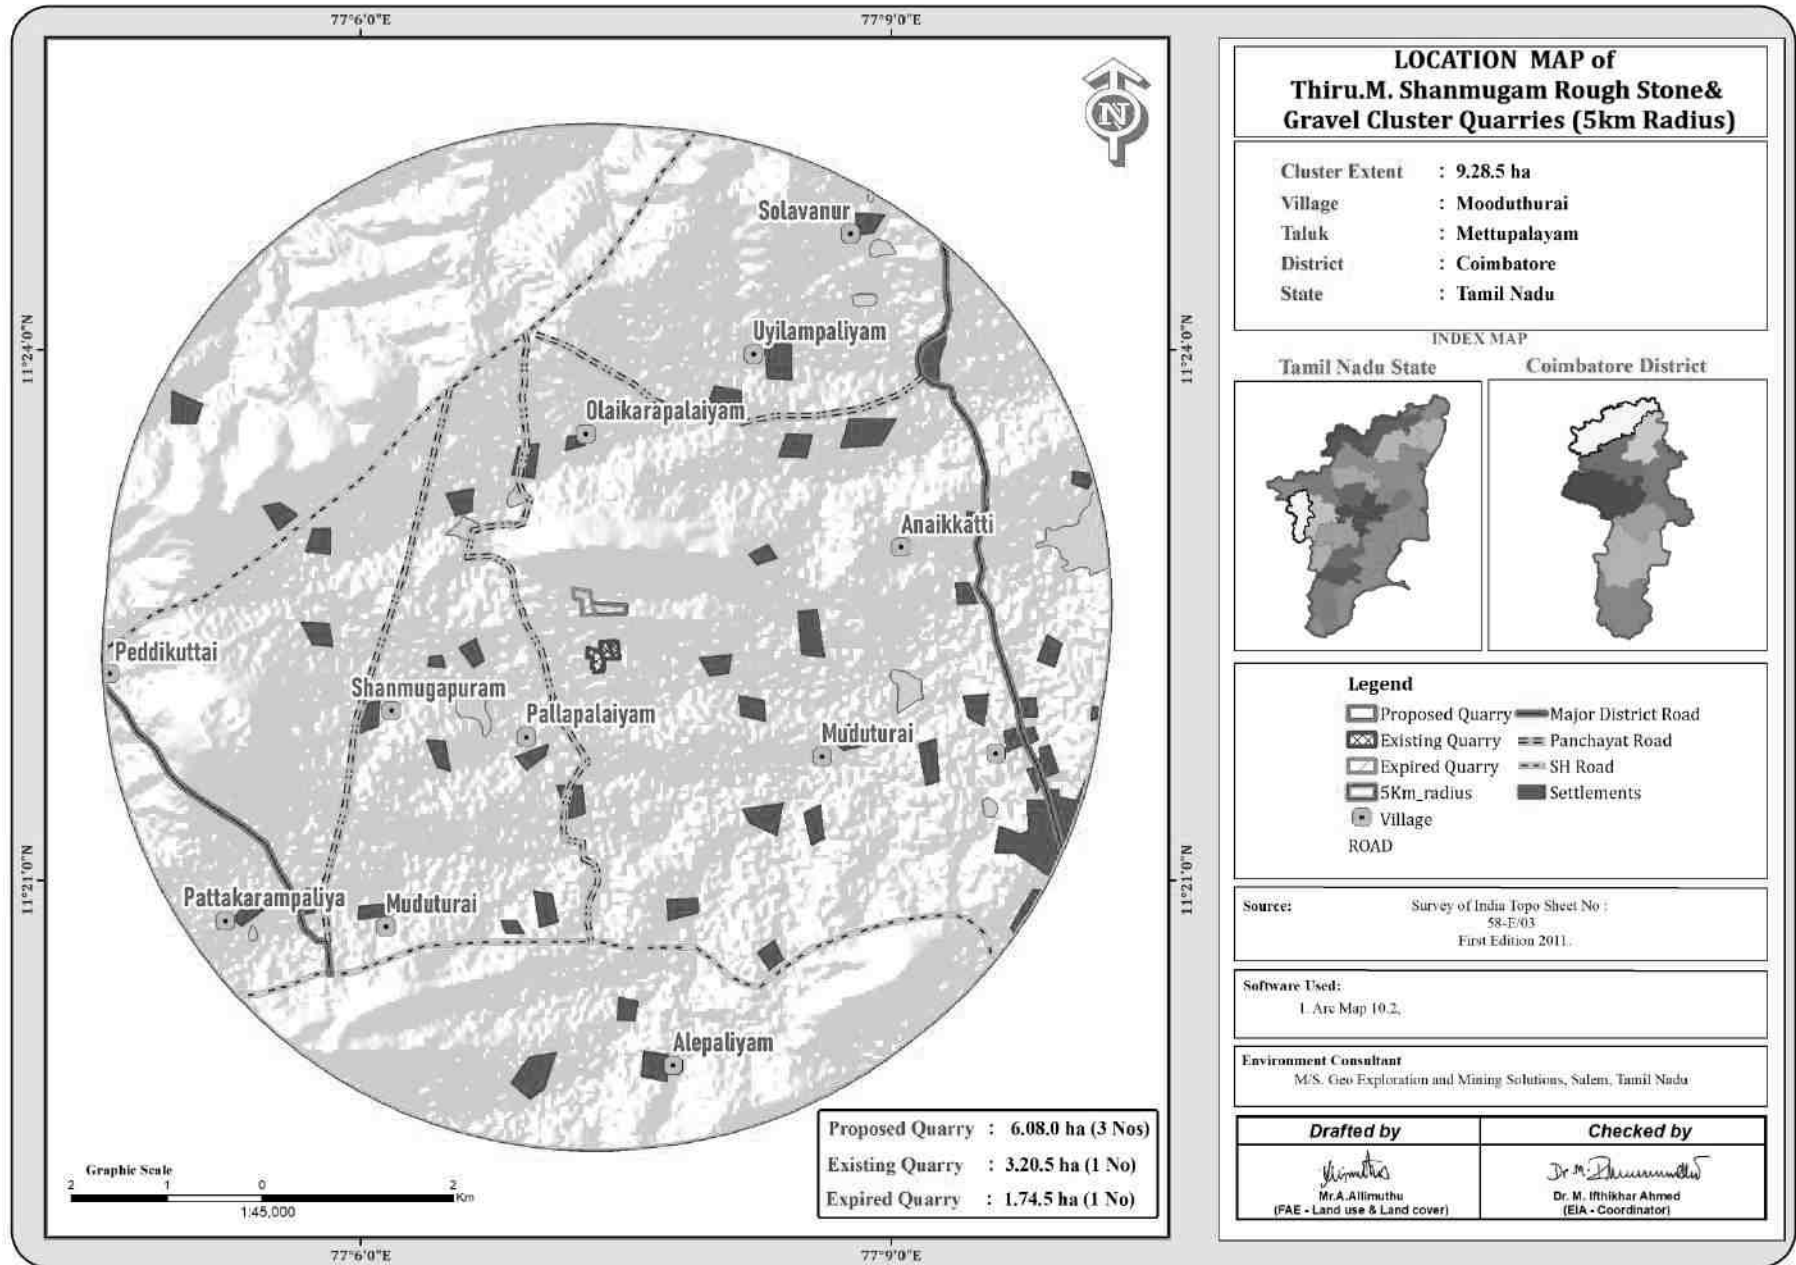 77°6'0"E 77°9'0"E
N
11°24'0"N
11°24'0"N
11°21'0"N
11°21'0"N
Solavanur
Uyilampaliyam
Olaikarapalaiyam
Anaikkatti
Peddikuttai
Shanmugapuram
Pallapalaiyam
Muduturai
Pattakarampaliya
Muduturai
Alepaliyam
Proposed Quarry : 6.08.0 ha (3 Nos)
Existing Quarry : 3.20.5 ha (1 No)
Expired Quarry : 1.74.5 ha (1 No)
Graphic Scale
2 1 0 2
Km
1:45,000
77°6'0"E 77°9'0"E
LOCATION MAP of
Thiru.M. Shanmugam Rough Stone&
Gravel Cluster Quarries (5km Radius)
Cluster Extent : 9.28.5 ha
Village : Mooduthurai
Taluk : Mettupalayam
District : Coimbatore
State : Tamil Nadu
INDEX MAP
Tamil Nadu State Coimbatore District
Legend
Proposed Quarry Major District Road
Existing Quarry Panchayat Road
Expired Quarry SH Road
5Km_radius Settlements
Village
ROAD
Source: Survey of India Topo Sheet No :
58-E/03
First Edition 2011.
Software Used:
1. Arc Map 10.2,
Environment Consultant
M/S. Geo Exploration and Mining Solutions, Salem, Tamil Nadu
Drafted by Checked by
Mr.A.Allimuthu
(FAE - Land use & Land cover)
Dr. M. Ifthikhar Ahmed
(EIA - Coordinator)